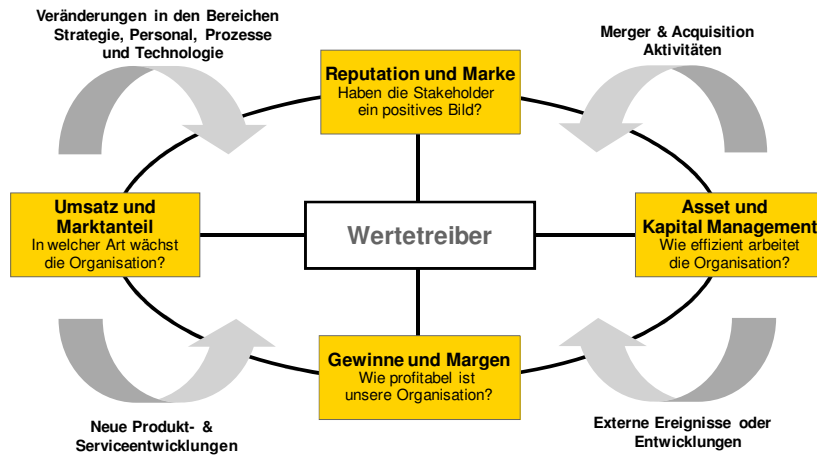 Veränderungen in den Bereichen
Strategie, Personal, Prozesse
und Technologie
Merger & Acquisition
Aktivitäten
Reputation und Marke
Haben die Stakeholder
ein positives Bild?
Umsatz und
Marktanteil
In welcher Art wächst
die Organisation?
Wertetreiber
Asset und
Kapital Management
Wie effizient arbeitet
die Organisation?
Gewinne und Margen
Wie profitabel ist
unsere Organisation?
Neue Produkt- &
Serviceentwicklungen
Externe Ereignisse oder
Entwicklungen